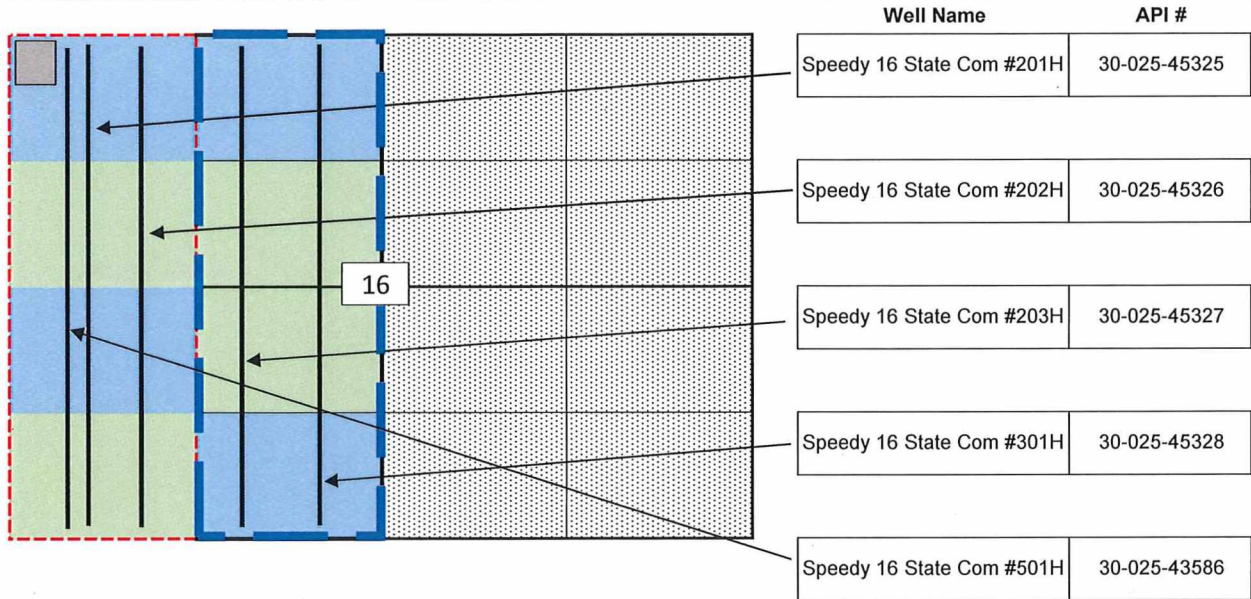 Well Name API #
Speedy 16 State Com #201H 30-025-45325
Speedy 16 State Com #202H 30-025-45326
16
Speedy 16 State Com #203H 30-025-45327
Speedy 16 State Com #301H 30-025-45328
Speedy 16 State Com #501H 30-025-43586